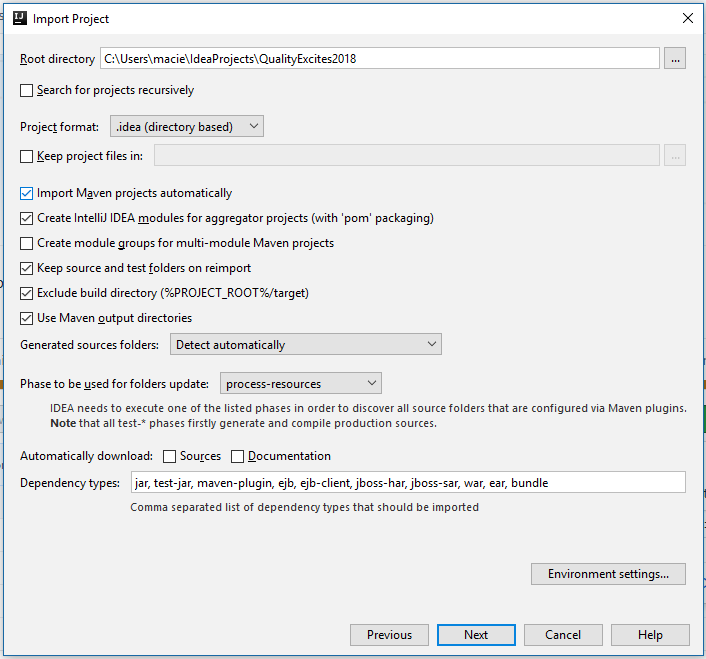 Import Project
Root directory C:\Users\macie\IdeaProjects\QualityExcites2018 ...
Search for projects recursively
Project format: .idea (directory based)
Keep project files in: ...
Import Maven projects automatically
Create IntelliJ IDEA modules for aggregator projects (with 'pom' packaging)
Create module groups for multi-module Maven projects
Keep source and test folders on reimport
Exclude build directory (%PROJECT_ROOT%/target)
Use Maven output directories
Generated sources folders: Detect automatically
Phase to be used for folders update: process-resources
IDEA needs to execute one of the listed phases in order to discover all source folders that are configured via Maven plugins.
Note that all test-* phases firstly generate and compile production sources.
Automatically download: Sources Documentation
Dependency types: jar, test-jar, maven-plugin, ejb, ejb-client, jboss-har, jboss-sar, war, ear, bundle
Comma separated list of dependency types that should be imported
Environment settings...
Previous Next Cancel Help